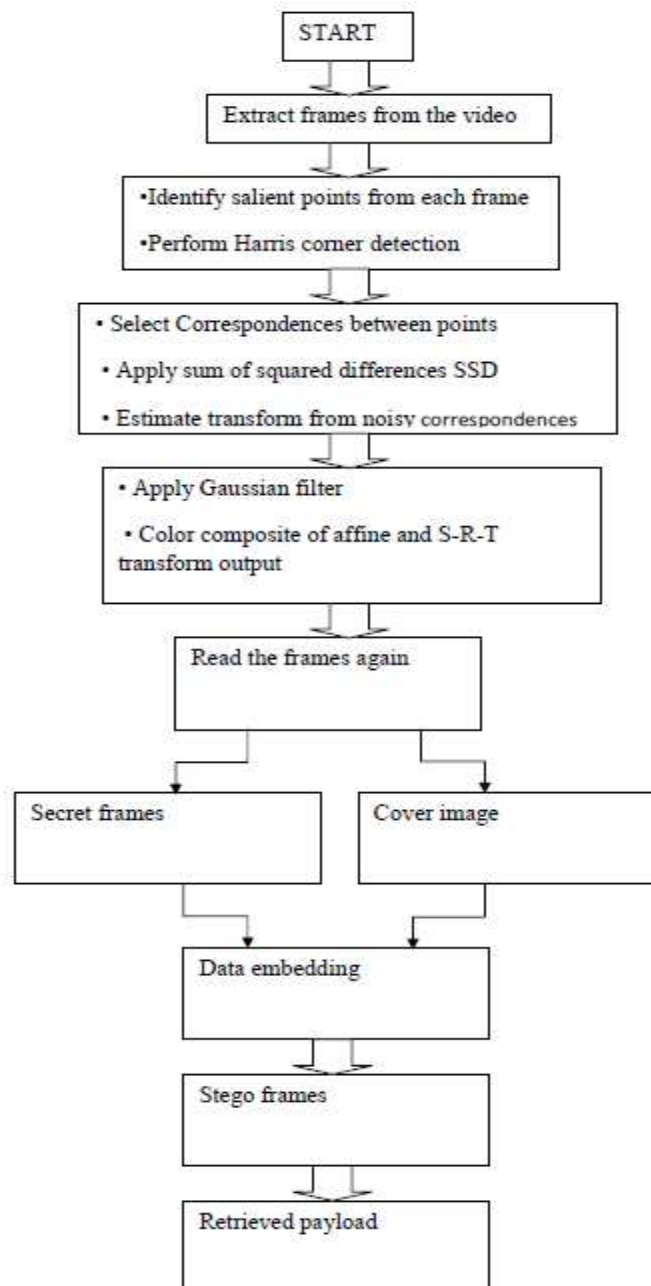 START
Extract frames from the video
•Identify salient points from each frame
•Perform Harris corner detection
• Select Correspondences between points
• Apply sum of squared differences SSD
• Estimate transform from noisy correspondences
• Apply Gaussian filter
• Color composite of affine and S-R-T
transform output
Read the frames again
Secret frames
Cover image
Data embedding
Stego frames
Retrieved payload